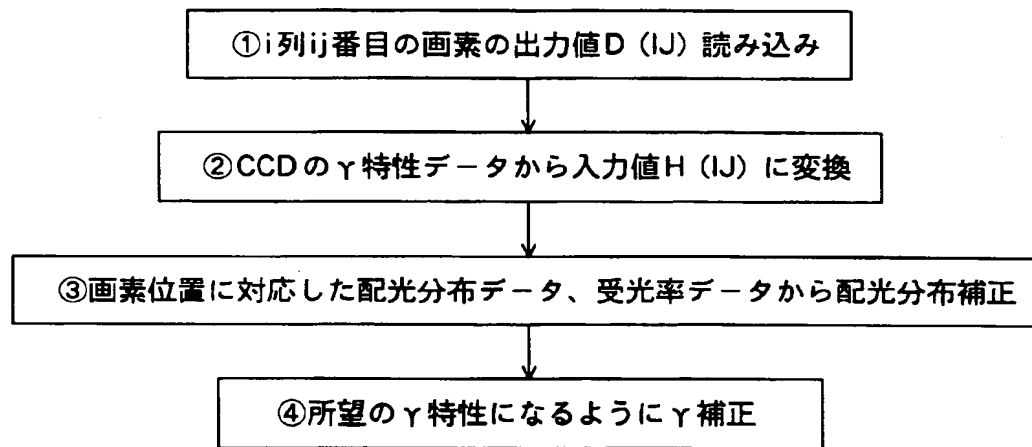 ①i列ij番目の画素の出力値D（IJ）読み込み
②CCDのγ特性データから入力値H（IJ）に変換
③画素位置に対応した配光分布データ、受光率データから配光分布補正
④所望のγ特性になるようにγ補正